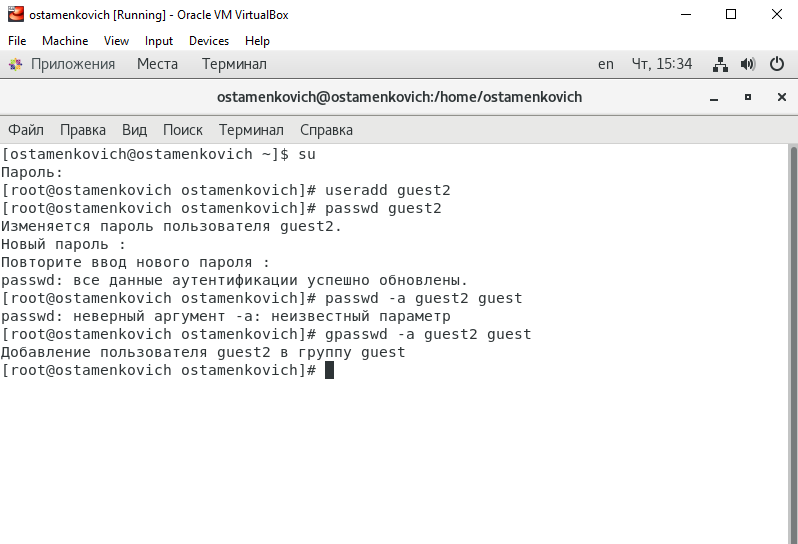 ostamenkovich [Running] - Oracle VM VirtualBox
File Machine View Input Devices Help
Приложения Места Терминал en Чт, 15:34
ostamenkovich@ostamenkovich:/home/ostamenkovich
Файл Правка Вид Поиск Терминал Справка
[ostamenkovich@ostamenkovich ~]$ su
Пароль:
[root@ostamenkovich ostamenkovich]# useradd guest2
[root@ostamenkovich ostamenkovich]# passwd guest2
Изменяется пароль пользователя guest2.
Новый пароль :
Повторите ввод нового пароля :
passwd: все данные аутентификации успешно обновлены.
[root@ostamenkovich ostamenkovich]# passwd -a guest2 guest
passwd: неверный аргумент -a: неизвестный параметр
[root@ostamenkovich ostamenkovich]# gpasswd -a guest2 guest
Добавление пользователя guest2 в группу guest
[root@ostamenkovich ostamenkovich]#